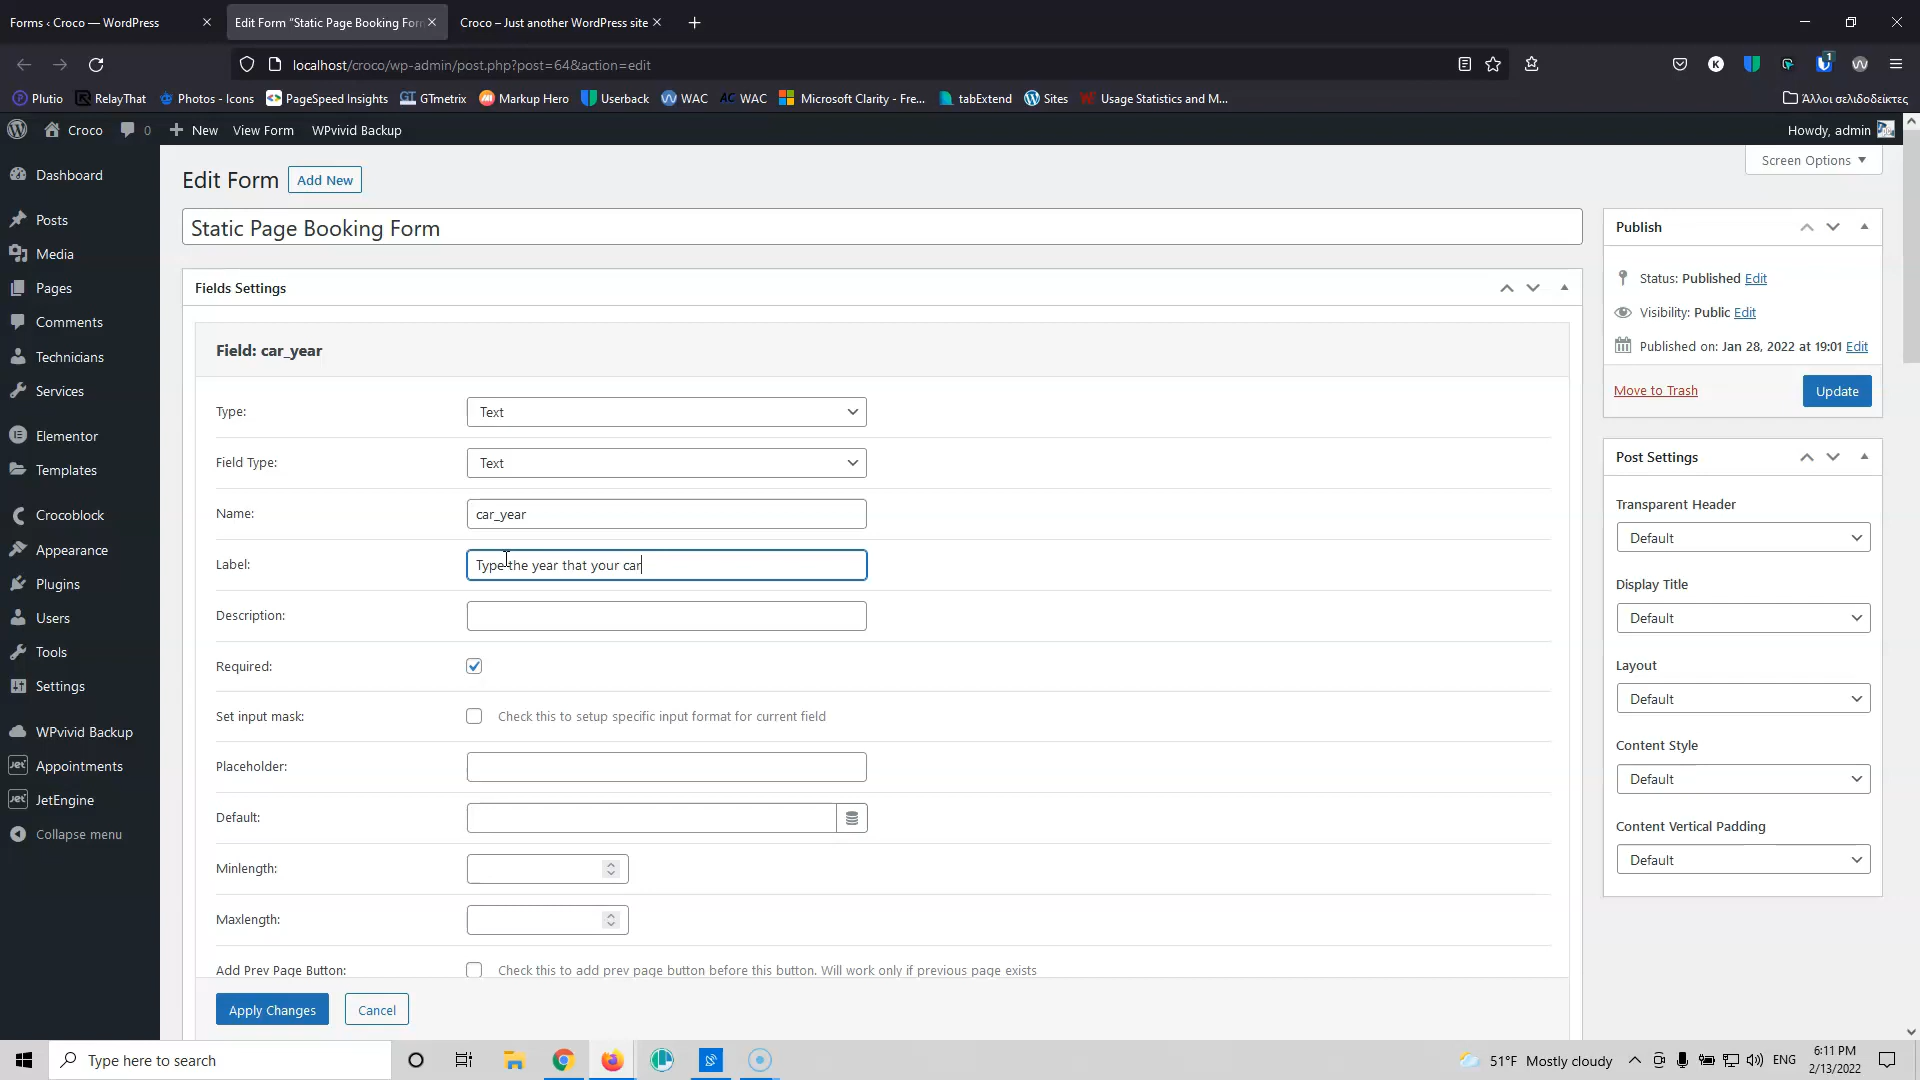 Forms ‹ Croco — WordPress
Edit Form "Static Page Booking For
Croco – Just another WordPress site
localhost/croco/wp-admin/post.php?post=64&action=edit
Plutio
RelayThat
Photos - Icons
PageSpeed Insights
GTmetrix
Markup Hero
Userback
WAC
WAC
Microsoft Clarity - Fre...
tabExtend
Sites
Usage Statistics and M...
Άλλοι σελιδοδείκτες
Croco
0
New
View Form
WPvivid Backup
Howdy, admin
Screen Options
Dashboard
Posts
Media
Pages
Comments
Technicians
Services
Elementor
Templates
Crocoblock
Appearance
Plugins
Users
Tools
Settings
WPvivid Backup
Appointments
JetEngine
Collapse menu
Edit Form
Add New
Static Page Booking Form
Fields Settings
Field: car_year
Type:
Text
Field Type:
Text
Name:
car_year
Label:
Type the year that your car
Description:
Required:
Set input mask:
Check this to setup specific input format for current field
Placeholder:
Default:
Minlength:
Maxlength:
Add Prev Page Button:
Check this to add prev page button before this button. Will work only if previous page exists
Apply Changes
Cancel
Publish
Status: Published Edit
Visibility: Public Edit
Published on: Jan 28, 2022 at 19:01 Edit
Move to Trash
Update
Post Settings
Transparent Header
Default
Display Title
Default
Layout
Default
Content Style
Default
Content Vertical Padding
Default
Type here to search
51°F Mostly cloudy
ENG
6:11 PM
2/13/2022